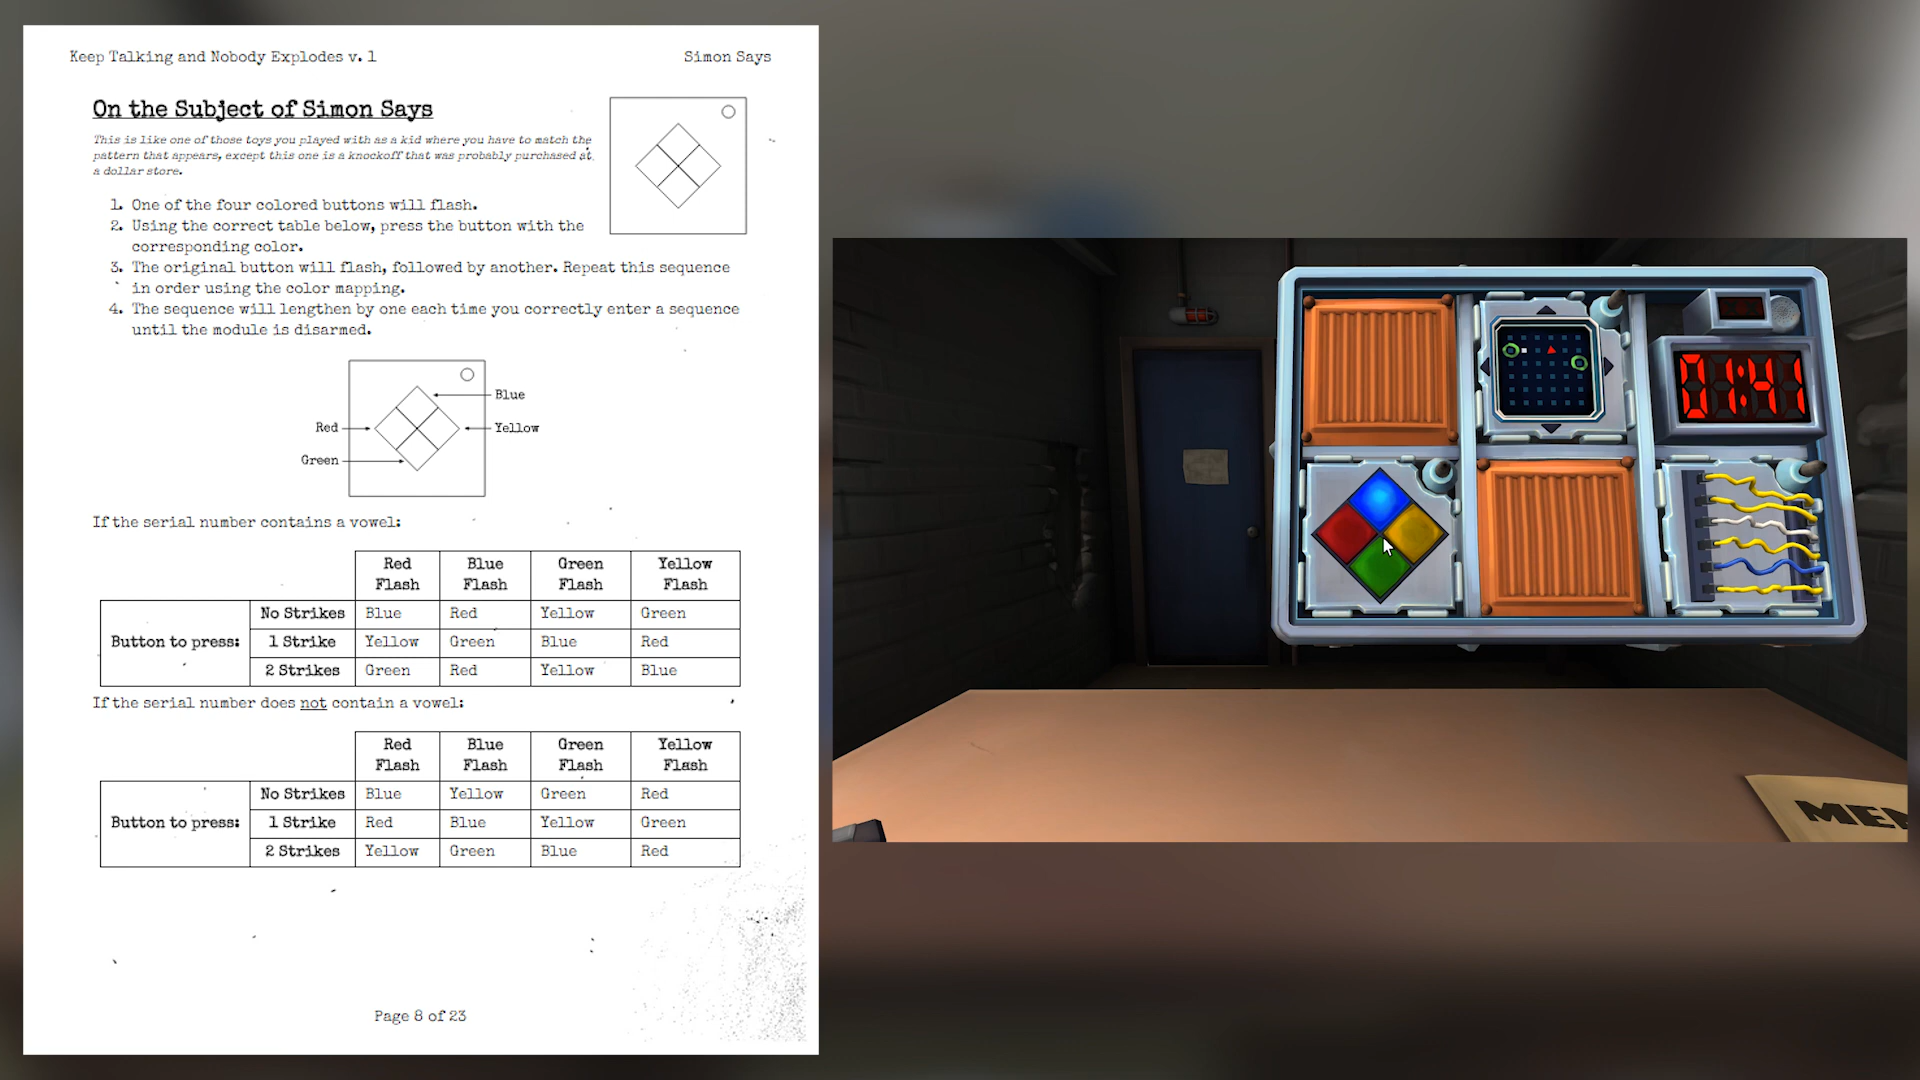 Keep Talking and Nobody Explodes v. 1
Simon Says
On the Subject of Simon Says
This is like one of those toys you played with as a kid where you have to match the
pattern that appears, except this one is a knockoff that was probably purchased at
a dollar store.
1. One of the four colored buttons will flash.
2. Using the correct table below, press the button with the
corresponding color.
3. The original button will flash, followed by another. Repeat this sequence
in order using the color mapping.
4. The sequence will lengthen by one each time you correctly enter a sequence
until the module is disarmed.
Blue
Red
Yellow
Green
If the serial number contains a vowel:
Red Flash Blue Flash Green Flash Yellow Flash
Button to press:
No Strikes Blue Red Yellow Green
1 Strike Yellow Green Blue Red
2 Strikes Green Red Yellow Blue
If the serial number does not contain a vowel:
Red Flash Blue Flash Green Flash Yellow Flash
Button to press:
No Strikes Blue Yellow Green Red
1 Strike Red Blue Yellow Green
2 Strikes Yellow Green Blue Red
Page 8 of 23
01:41